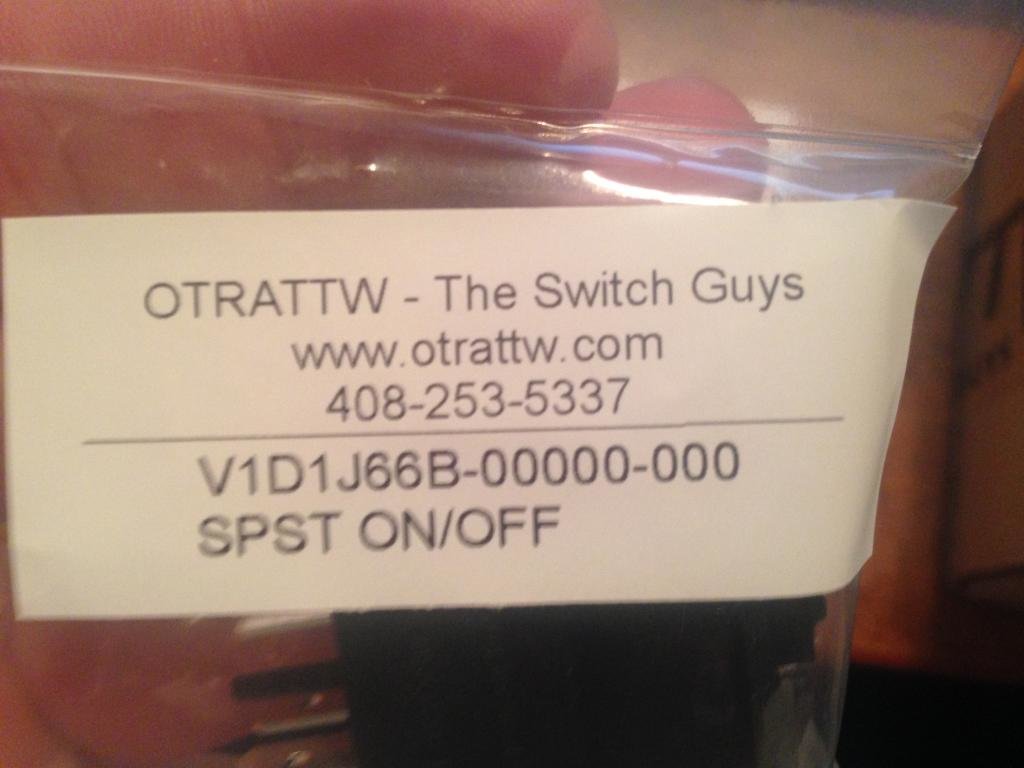 OTRATTW - The Switch Guys
www.otrattw.com
408-253-5337
V1D1J66B-00000-000
SPST ON/OFF